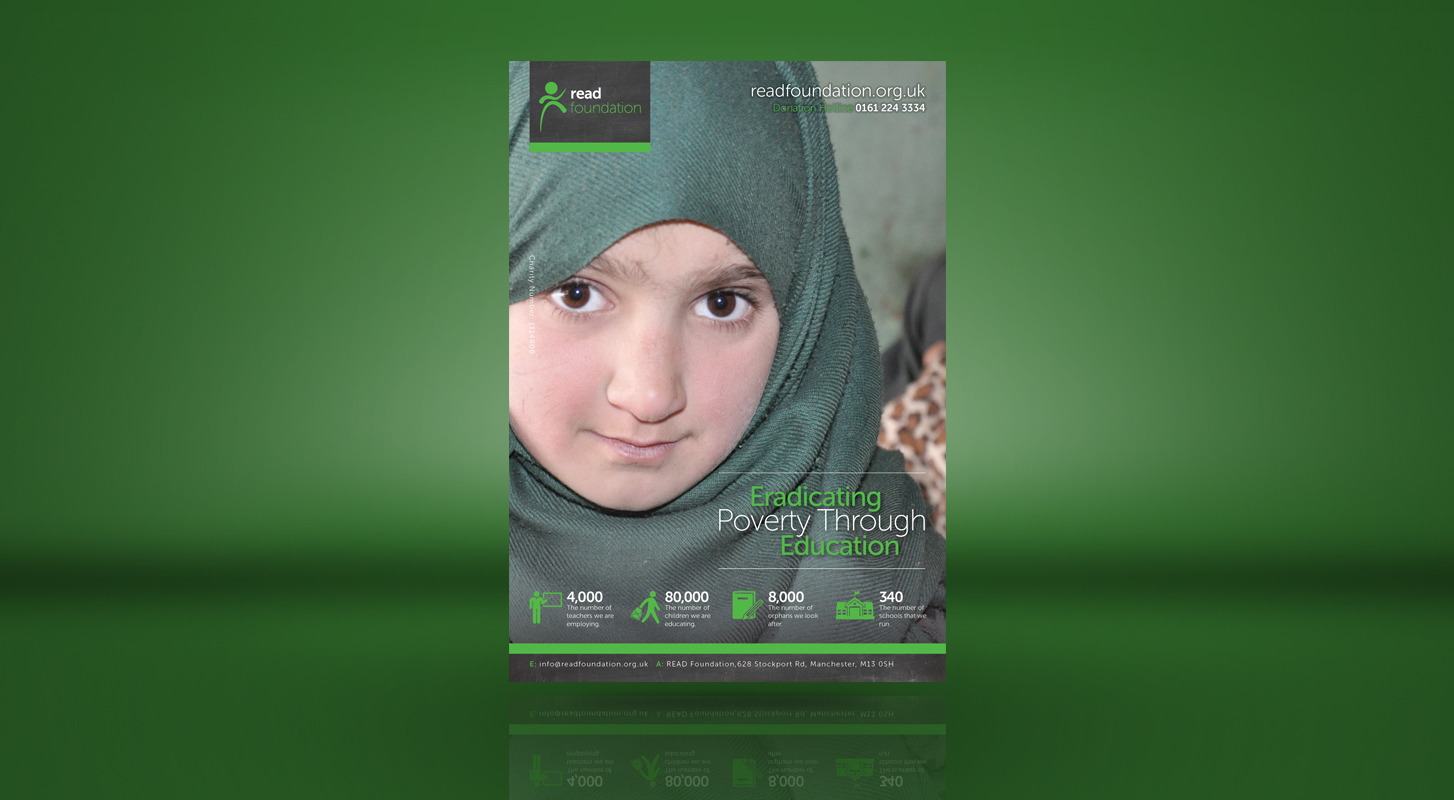 read
foundation
readfoundation.org.uk
Donation Hotline 0161 224 3334
Charity Number
Eradicating
Poverty Through
Education
4,000
The number of
teachers we are
employing.
80,000
The number of
children we are
educating.
8,000
The number of
orphans we look
after.
340
The number of
schools that we
run.
E: info@readfoundation.org.uk A: READ Foundation,628 Stockport Rd, Manchester, M13 0SH